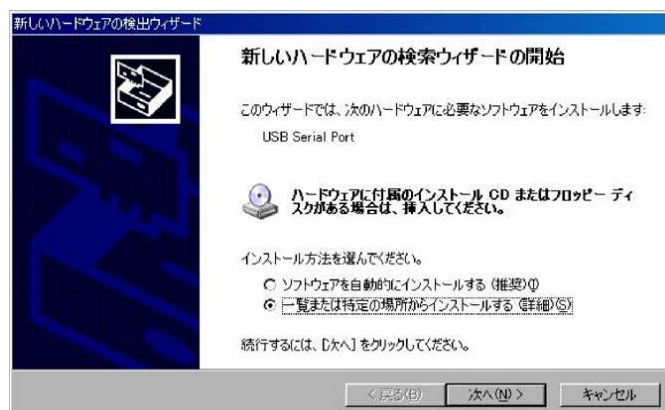 新しいハードウェアの検出ウィザード
新しいハードウェアの検索ウィザードの開始
このウィザードでは、次のハードウェアに必要なソフトウェアをインストールします:
USB Serial Port
ハードウェアに付属のインストール CD またはフロッピー ディ
スクがある場合は、挿入してください。
インストール方法を選んでください。
ソフトウェアを自動的にインストールする (推奨)(I)
一覧または特定の場所からインストールする (詳細)(S)
続行するには、[次へ] をクリックしてください。
< 戻る(B)
次へ(N) >
キャンセル